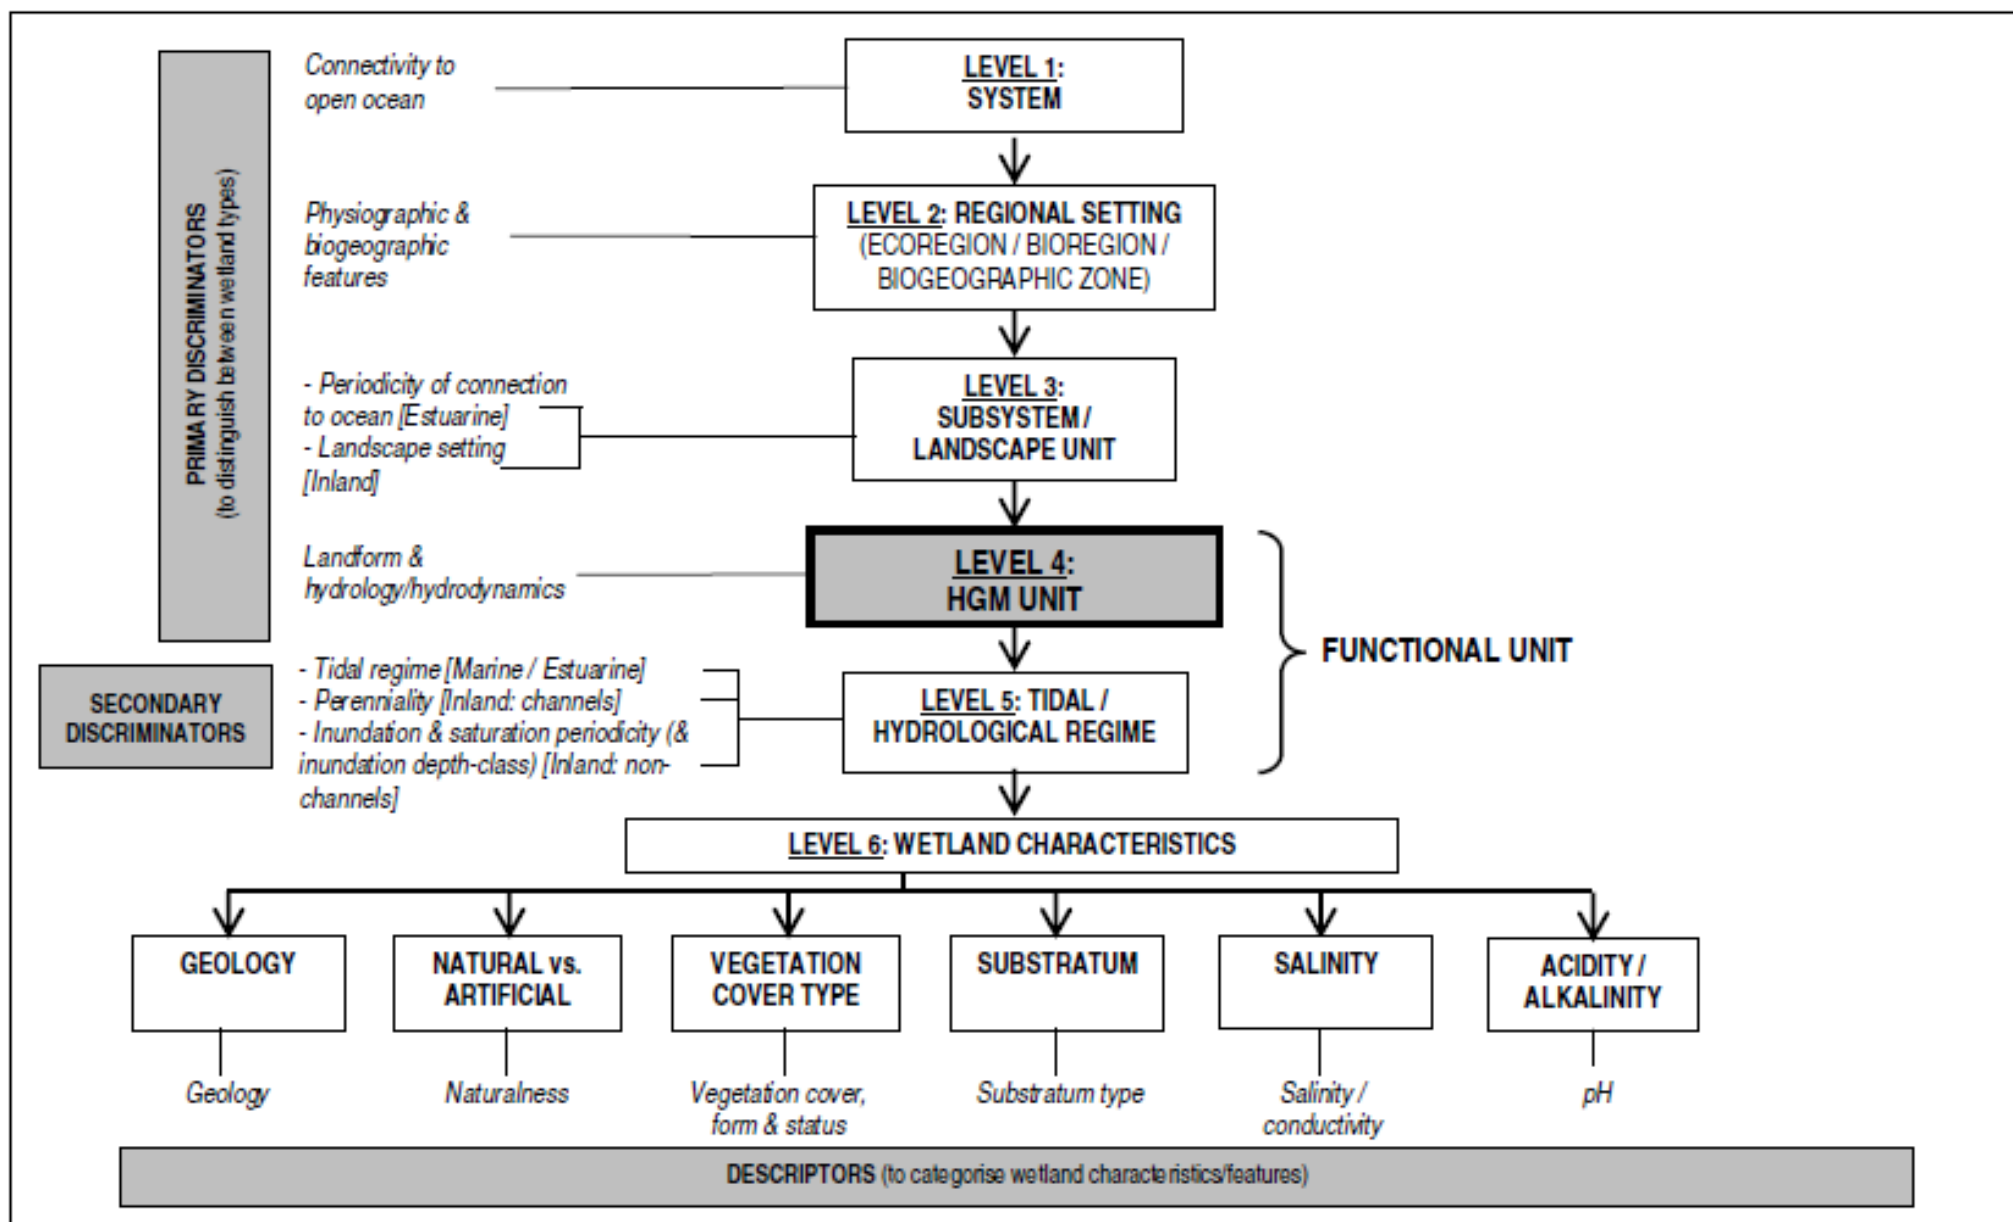 PRIMARY DISCRIMINATORS
(to distinguish between wetland types)
Connectivity to
open ocean
LEVEL 1:
SYSTEM
Physiographic &
biogeographic
features
LEVEL 2: REGIONAL SETTING
(ECOREGION / BIOREGION /
BIOGEOGRAPHIC ZONE)
- Periodicity of connection
to ocean [Estuarine]
- Landscape setting
[Inland]
LEVEL 3:
SUBSYSTEM /
LANDSCAPE UNIT
Landform &
hydrology/hydrodynamics
LEVEL 4:
HGM UNIT
FUNCTIONAL UNIT
SECONDARY
DISCRIMINATORS
- Tidal regime [Marine / Estuarine]
- Perenniality [Inland: channels]
- Inundation & saturation periodicity (&
inundation depth-class) [Inland: non-
channels]
LEVEL 5: TIDAL /
HYDROLOGICAL REGIME
LEVEL 6: WETLAND CHARACTERISTICS
GEOLOGY
NATURAL vs.
ARTIFICIAL
VEGETATION
COVER TYPE
SUBSTRATUM
SALINITY
ACIDITY /
ALKALINITY
Geology
Naturalness
Vegetation cover,
form & status
Substratum type
Salinity /
conductivity
pH
DESCRIPTORS (to categorise wetland characteristics/features)